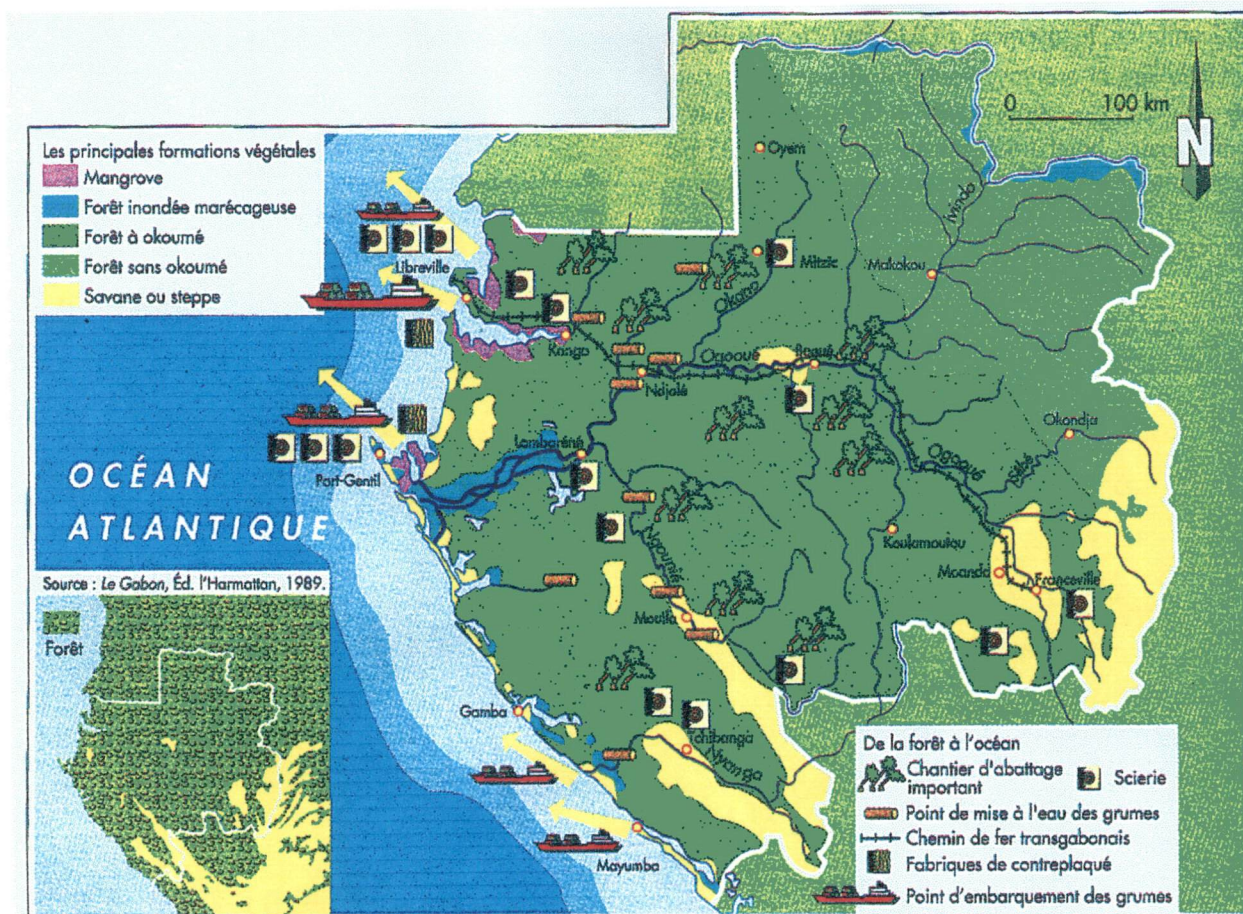 Les principales formations végétales
Mangrove
Forêt inondée marécageuse
Forêt à okoumé
Forêt sans okoumé
Savane ou steppe
0 100 km
N
Oyem
Ivindo
Mitzic
Makokou
Libreville
Okano
Kango
Ogooué
Booué
Ndjolé
Okondja
Lambaréné
Ogooué
Sébé
Port-Gentil
OCÉAN
ATLANTIQUE
Ngounié
Koulamoutou
Moanda
Franceville
Source : Le Gabon, Éd. l'Harmattan, 1989.
Forêt
Mouila
Gamba
Tchibanga
Nyanga
Mayumba
De la forêt à l'océan
Chantier d'abattage
important
Scierie
Point de mise à l'eau des grumes
Chemin de fer transgabonais
Fabriques de contreplaqué
Point d'embarquement des grumes